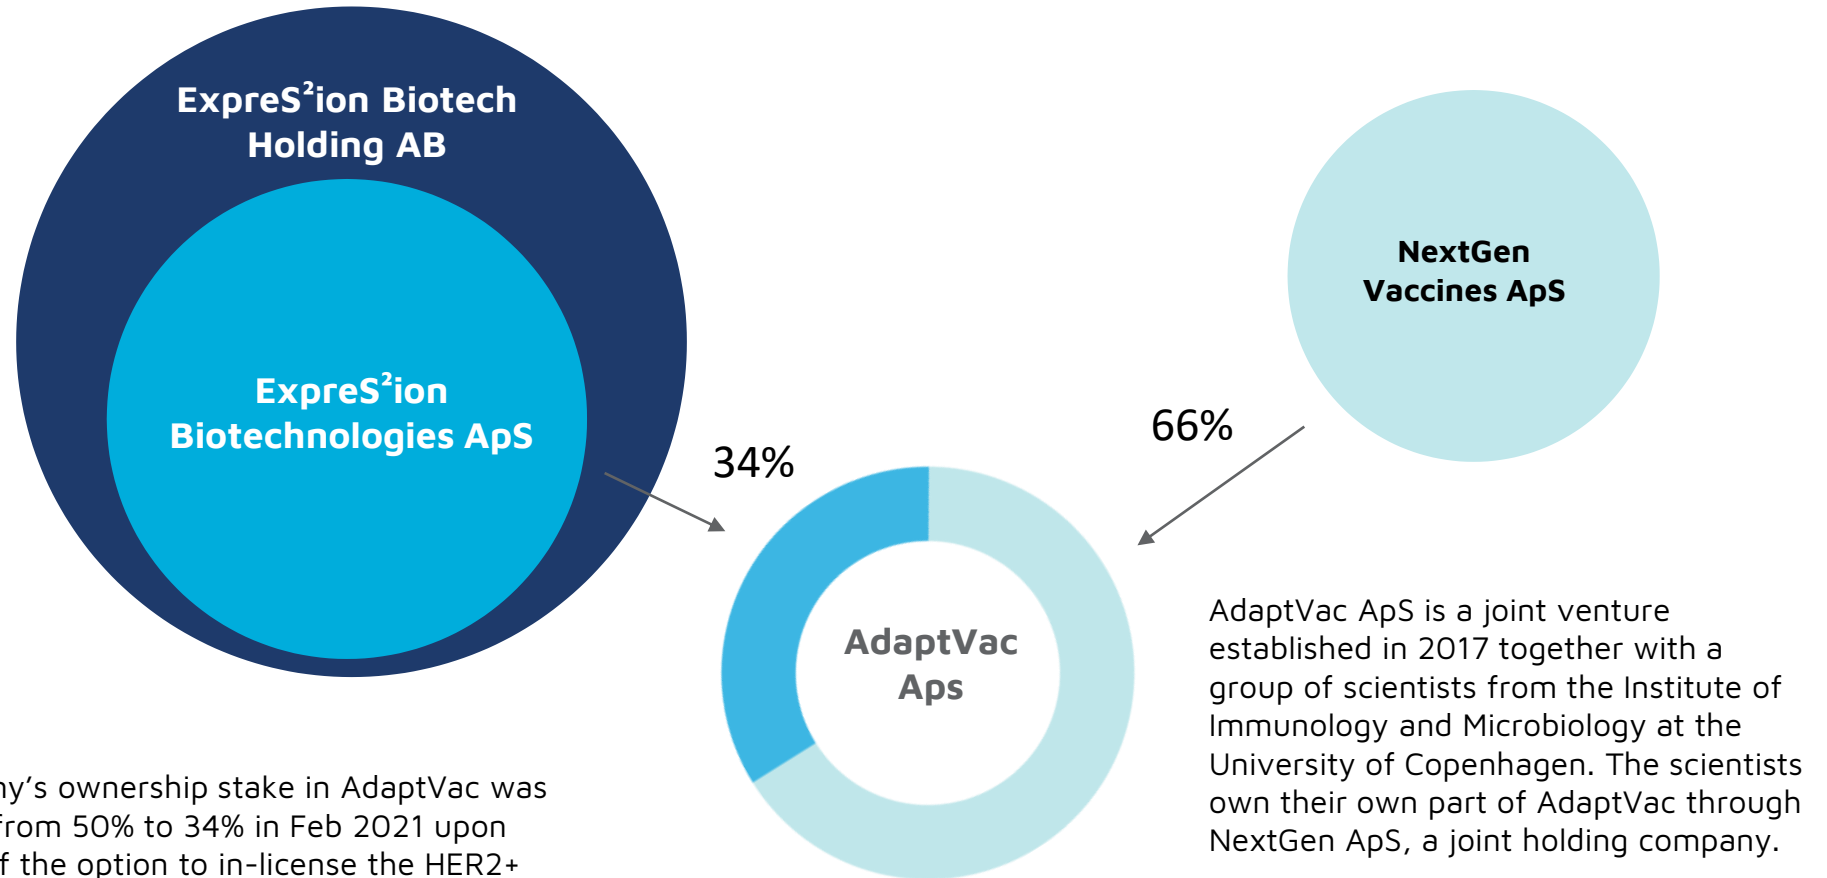 ExpreS²ion Biotech
Holding AB
ExpreS²ion
Biotechnologies ApS
34%
NextGen
Vaccines ApS
66%
AdaptVac
Aps
AdaptVac ApS is a joint venture
established in 2017 together with a
group of scientists from the Institute of
Immunology and Microbiology at the
University of Copenhagen. The scientists
own their own part of AdaptVac through
NextGen ApS, a joint holding company.
ownership stake in AdaptVac was
from 50% to 34% in Feb 2021 upon
the option to in-license the HER2+